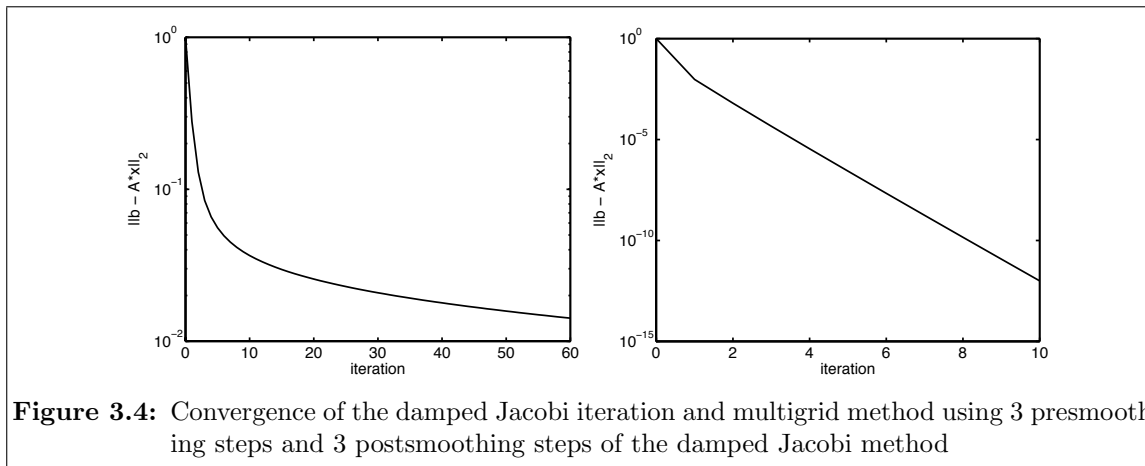 10^0
10^-1
10^-2
||b - A*x||_2
0 10 20 30 40 50 60
iteration
10^0
10^-5
10^-10
10^-15
||b - A*x||_2
0 2 4 6 8 10
iteration
Figure 3.4: Convergence of the damped Jacobi iteration and multigrid method using 3 presmooth
ing steps and 3 postsmoothing steps of the damped Jacobi method